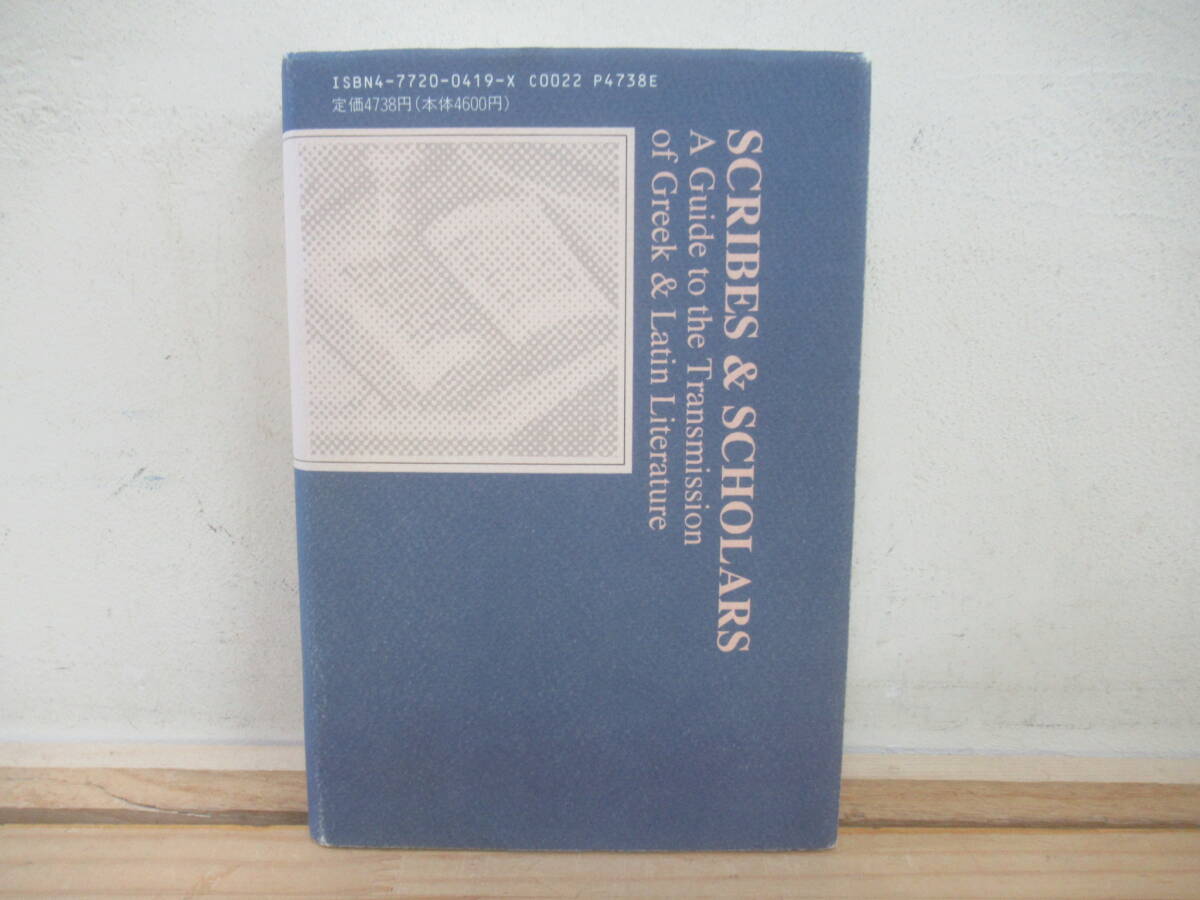 ISBN4-7720-0419-X C0022 P4738E
定価4738円(本体4600円)
SCRIBES & SCHOLARS
A Guide to the Transmission
of Greek & Latin Literature